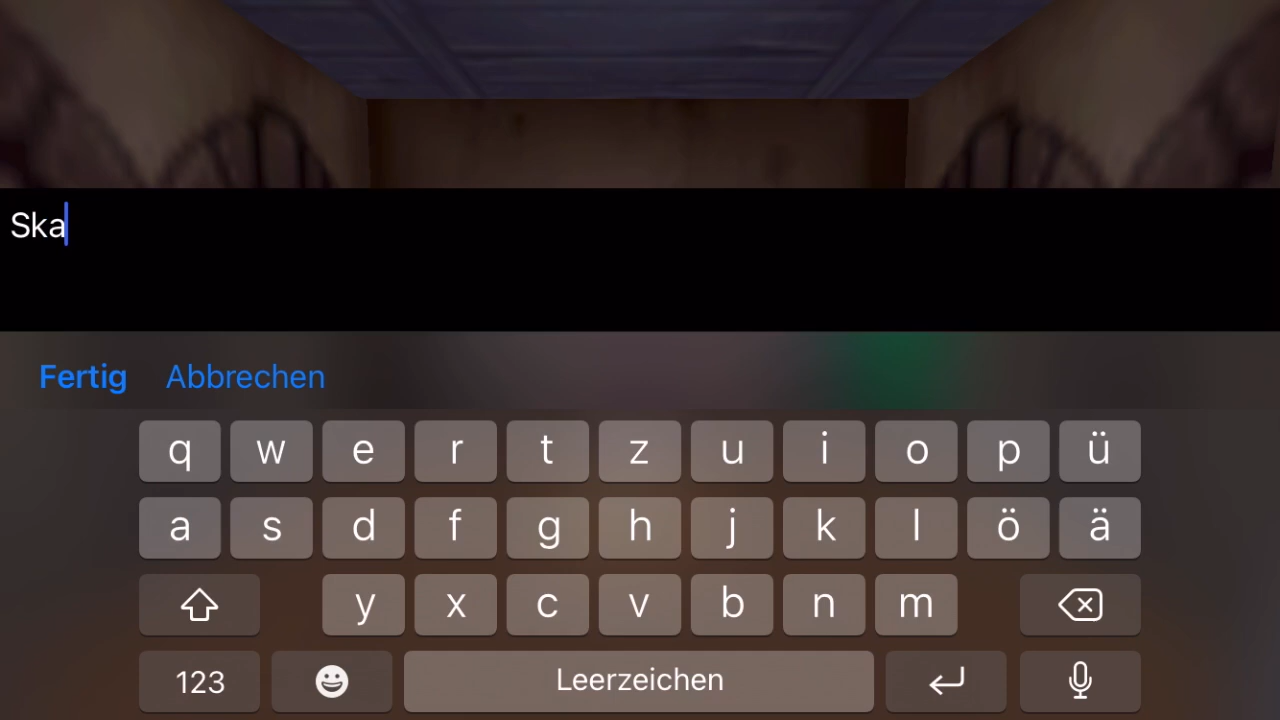 Ska
Fertig Abbrechen
q w e r t z u i o p ü
a s d f g h j k l ö ä
y x c v b n m
123 Leerzeichen